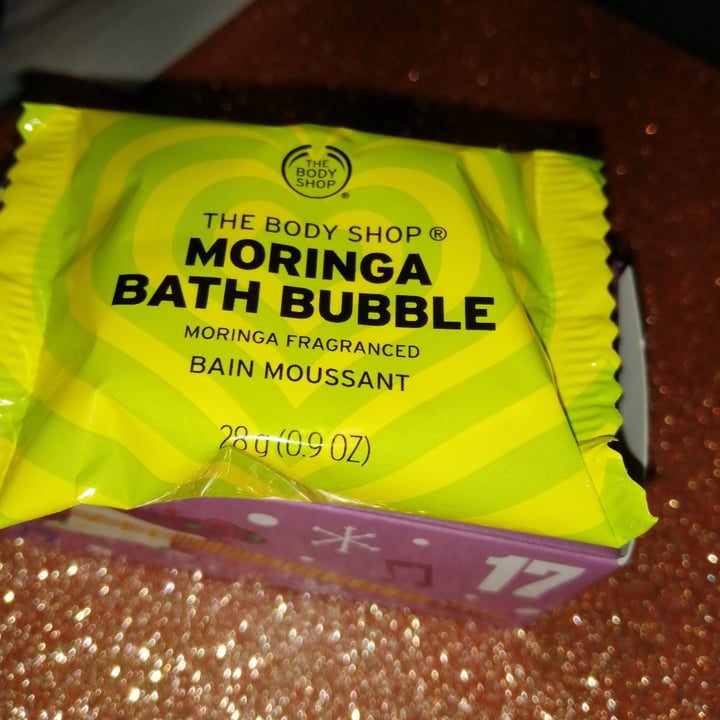 THE
BODY
SHOP
®
THE BODY SHOP ®
MORINGA
BATH BUBBLE
MORINGA FRAGRANCED
BAIN MOUSSANT
28 g (0.9 OZ)
17